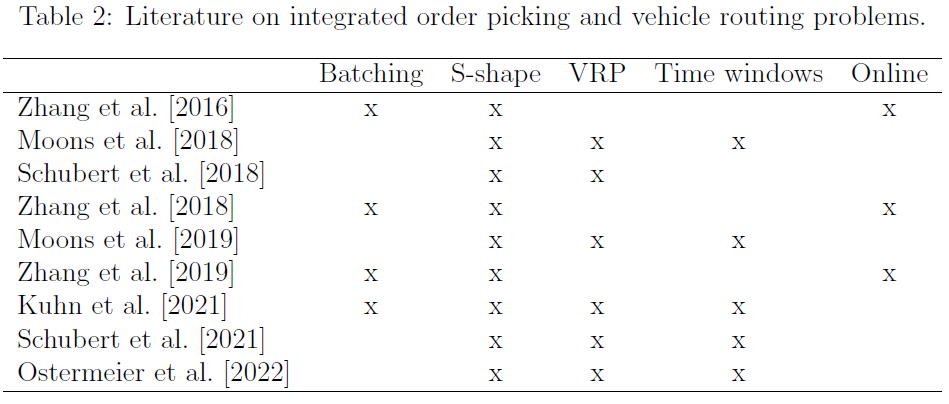 Table 2: Literature on integrated order picking and vehicle routing problems.
Batching S-shape VRP Time windows Online
Zhang et al. [2016] x x x
Moons et al. [2018] x x x
Schubert et al. [2018] x x
Zhang et al. [2018] x x x
Moons et al. [2019] x x x
Zhang et al. [2019] x x x
Kuhn et al. [2021] x x x x
Schubert et al. [2021] x x x
Ostermeier et al. [2022] x x x